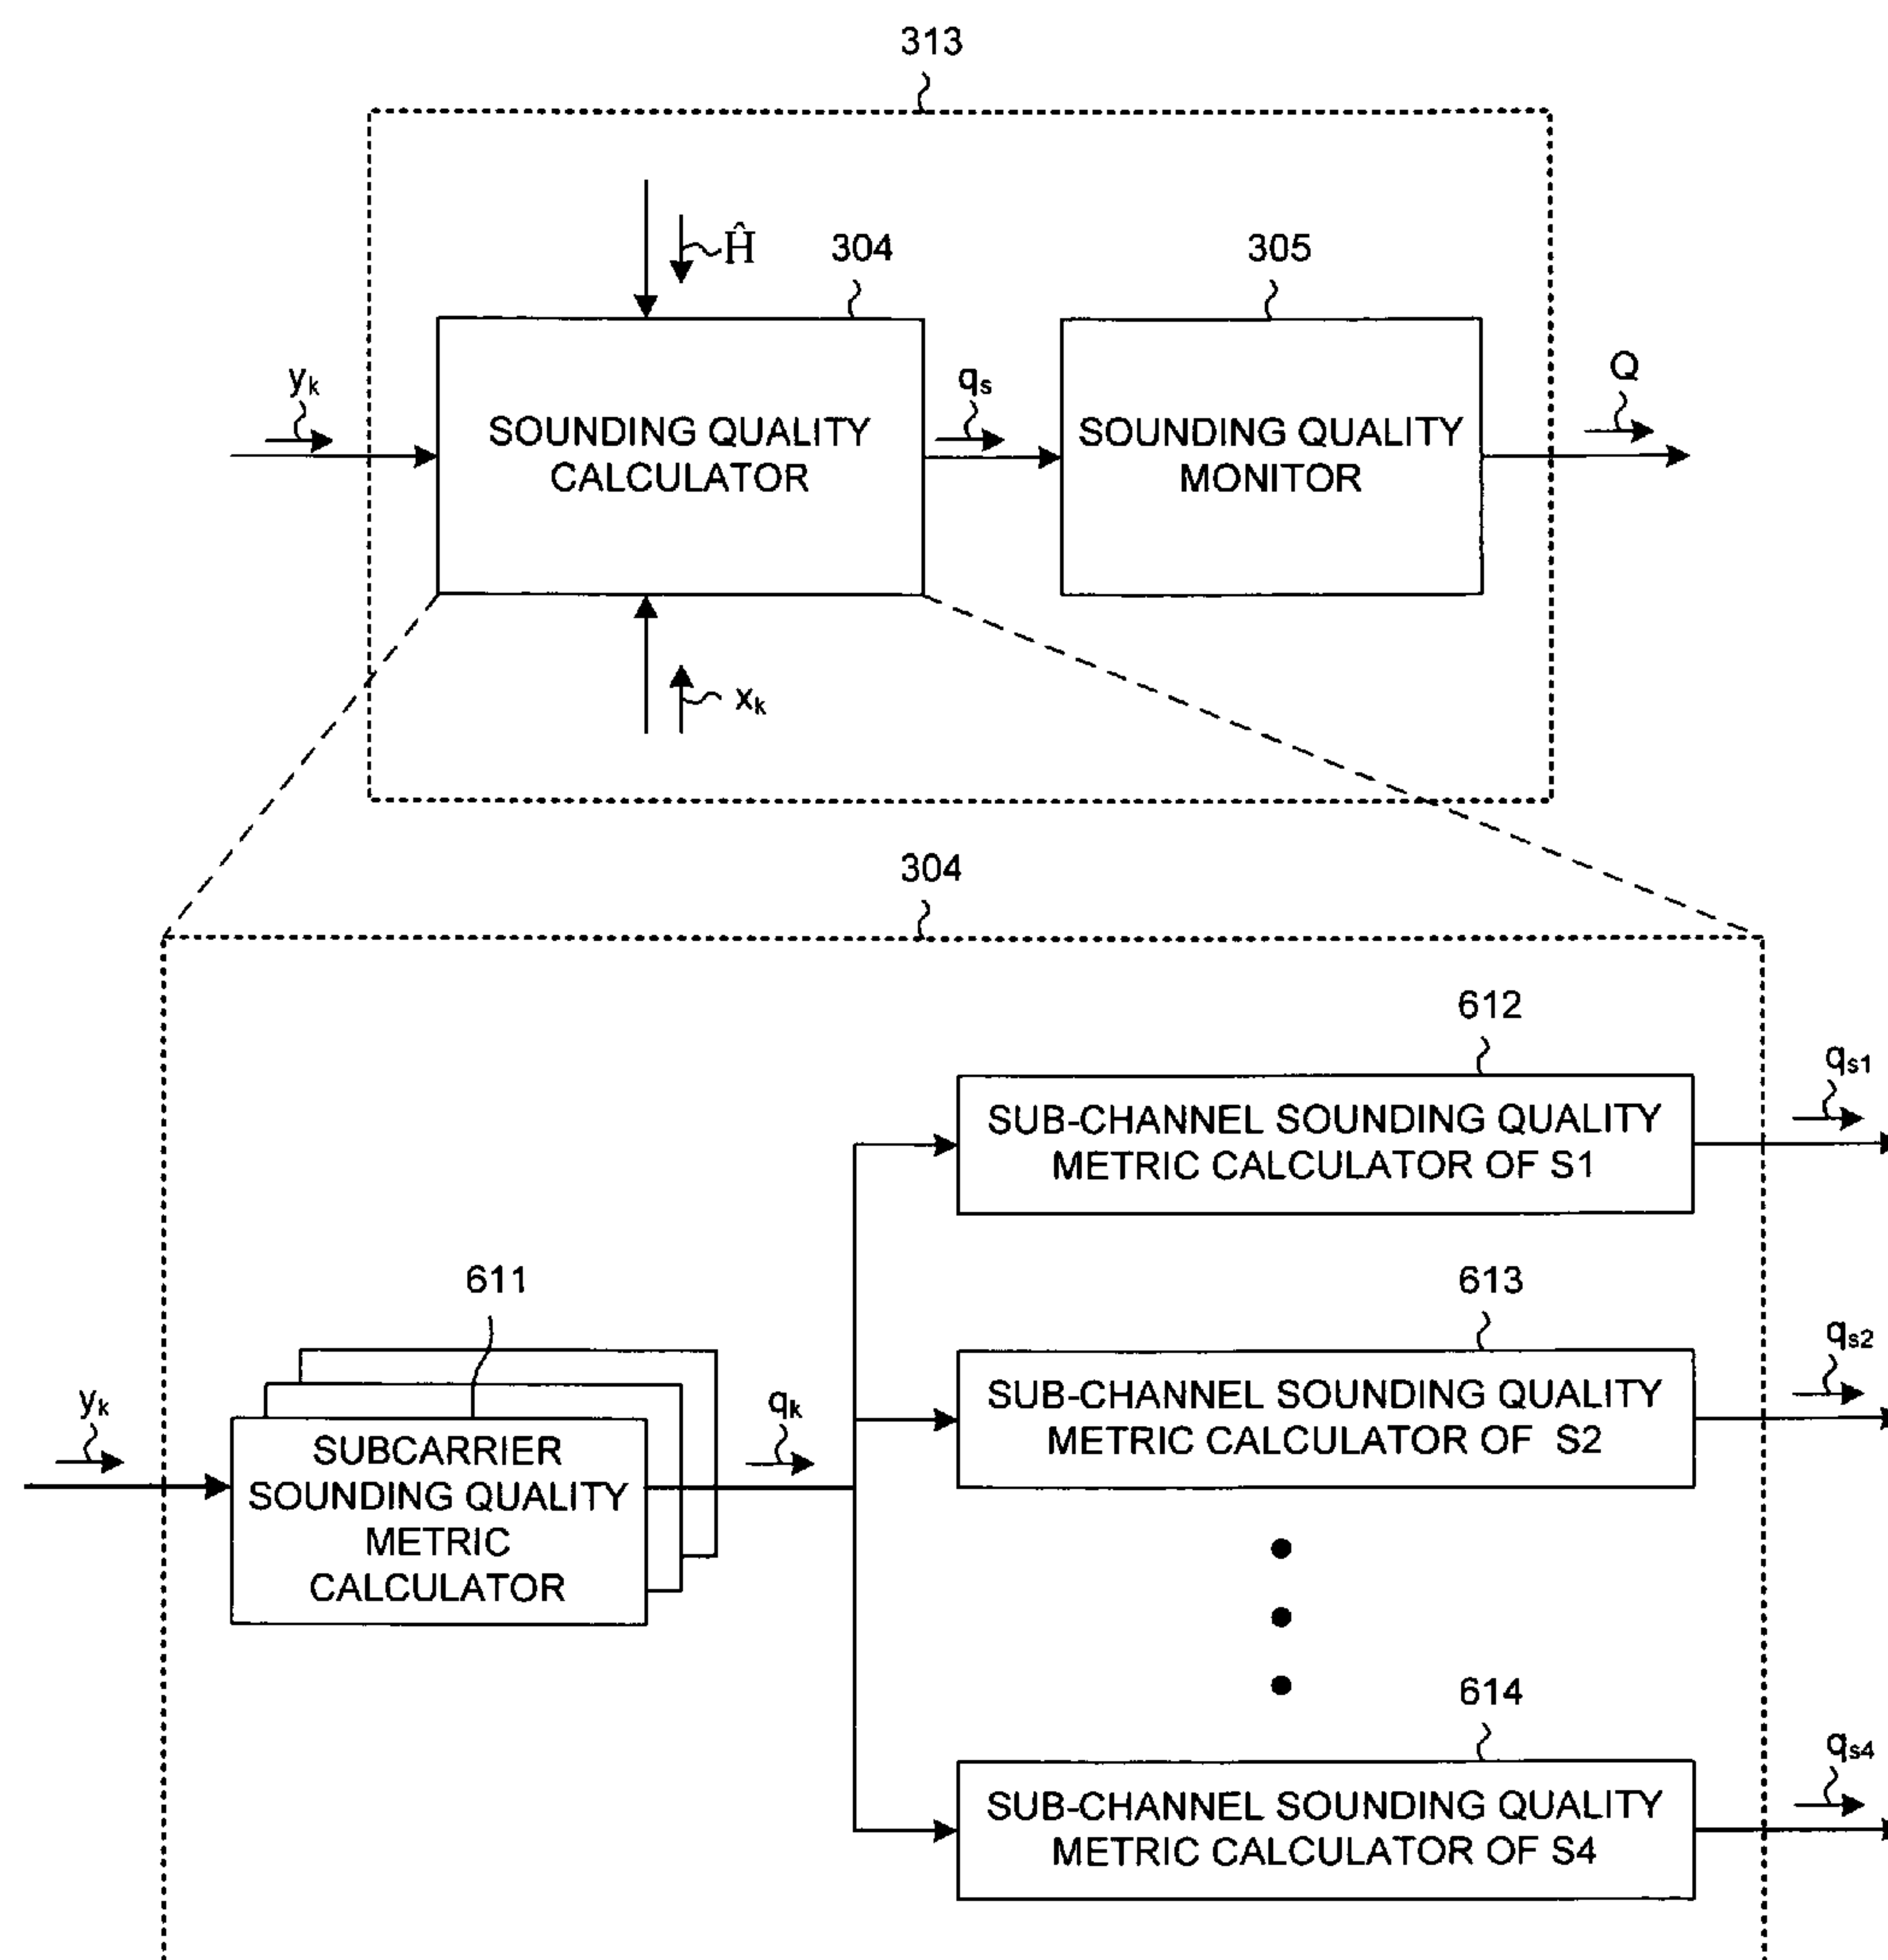 313
Ĥ
304
305
yk
qs
Q
SOUNDING QUALITY
CALCULATOR
SOUNDING QUALITY
MONITOR
xk
304
612
qs1
SUB-CHANNEL SOUNDING QUALITY
METRIC CALCULATOR OF S1
611
613
qs2
yk
qk
SUB-CHANNEL SOUNDING QUALITY
METRIC CALCULATOR OF S2
SUBCARRIER
SOUNDING QUALITY
METRIC
CALCULATOR
614
qs4
SUB-CHANNEL SOUNDING QUALITY
METRIC CALCULATOR OF S4